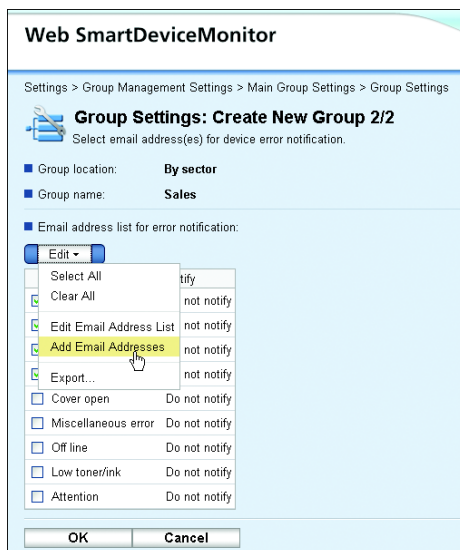 Web SmartDeviceMonitor
Settings > Group Management Settings > Main Group Settings > Group Settings
Group Settings: Create New Group 2/2
Select email address(es) for device error notification.
Group location: By sector
Group name: Sales
Email address list for error notification:
Edit
Select All
tify
Clear All
not notify
Edit Email Address List
not notify
Add Email Addresses
not notify
Export...
not notify
Cover open Do not notify
Miscellaneous error Do not notify
Off line Do not notify
Low toner/ink Do not notify
Attention Do not notify
OK Cancel